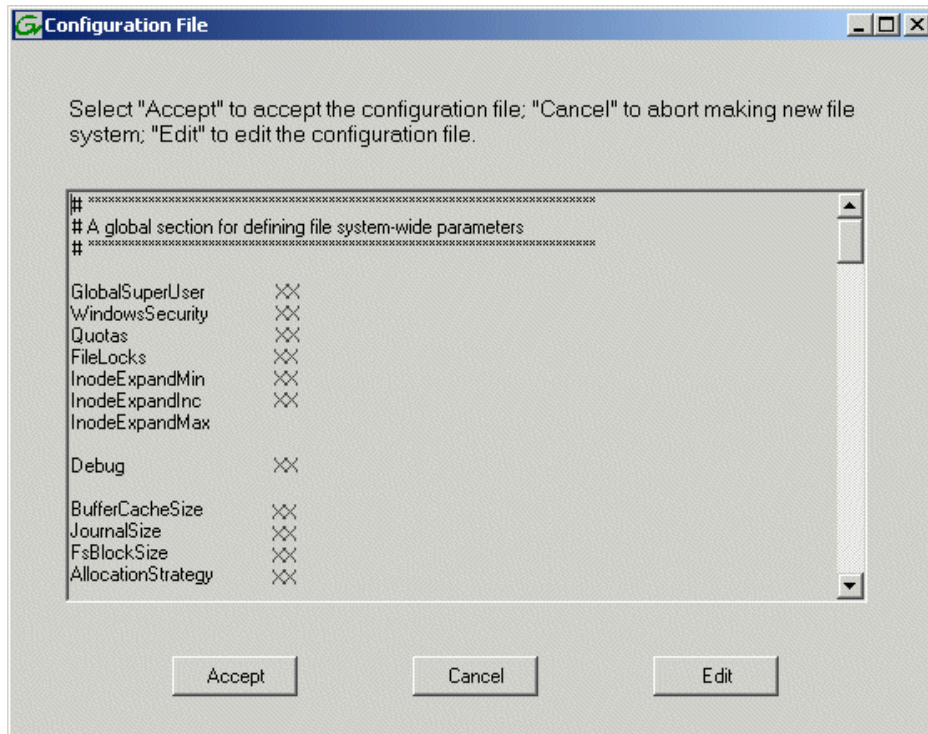 Configuration File
Select "Accept" to accept the configuration file; "Cancel" to abort making new file
system; "Edit" to edit the configuration file.
# ****************************************************************************
# A global section for defining file system-wide parameters
# ****************************************************************************
GlobalSuperUser XX
WindowsSecurity XX
Quotas XX
FileLocks XX
InodeExpandMin XX
InodeExpandInc XX
InodeExpandMax
Debug XX
BufferCacheSize XX
JournalSize XX
FsBlockSize XX
AllocationStrategy XX
Accept Cancel Edit